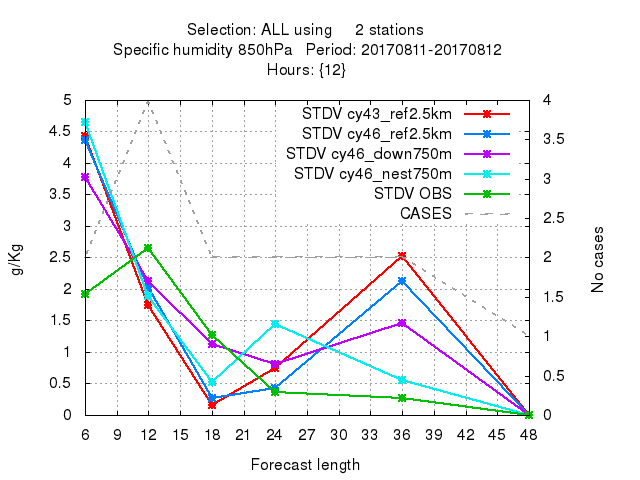 Selection: ALL using 2 stations
Specific humidity 850hPa Period: 20170811-20170812
Hours: {12}
STDV cy43_ref2.5km
STDV cy46_ref2.5km
STDV cy46_down750m
STDV cy46_nest750m
STDV OBS
CASES
5
4.5
4
3.5
3
2.5
2
1.5
1
0.5
0
g/Kg
4
3.5
3
2.5
2
1.5
1
0.5
0
No cases
6 9 12 15 18 21 24 27 30 33 36 39 42 45 48
Forecast length